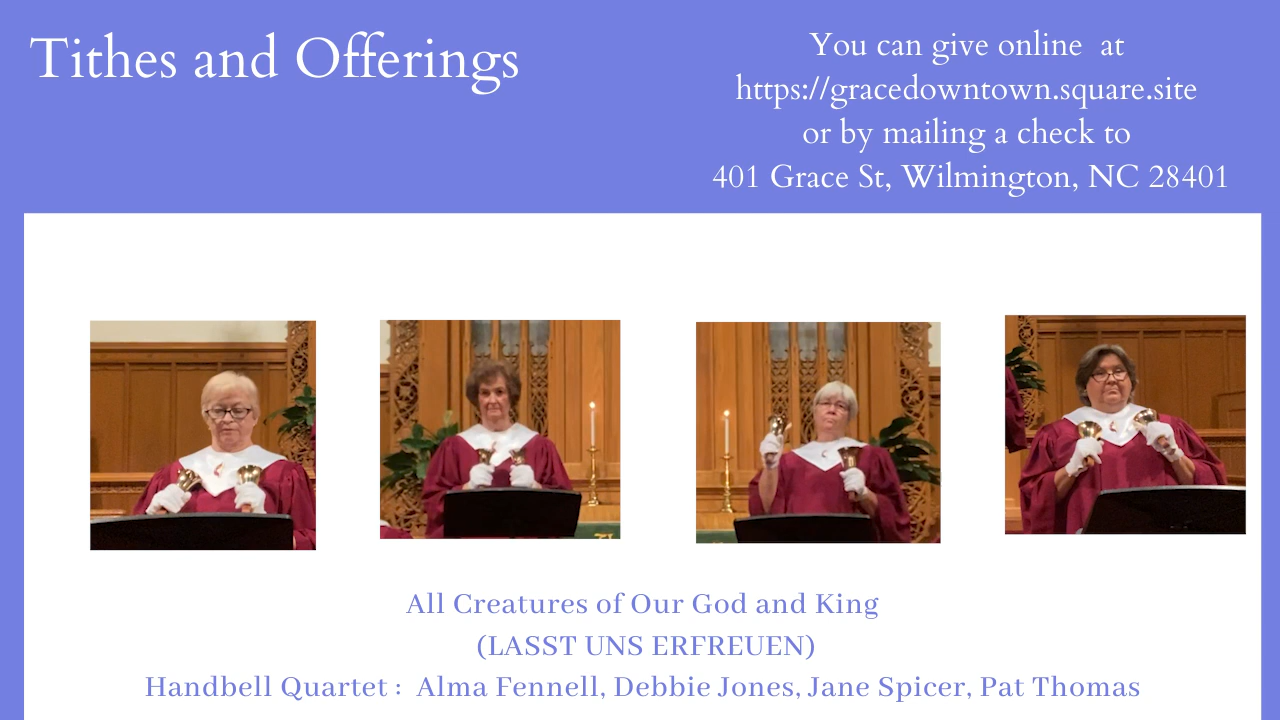 Tithes and Offerings
You can give online at
https://gracedowntown.square.site
or by mailing a check to
401 Grace St, Wilmington, NC 28401
All Creatures of Our God and King
(LASST UNS ERFREUEN)
Handbell Quartet : Alma Fennell, Debbie Jones, Jane Spicer, Pat Thomas